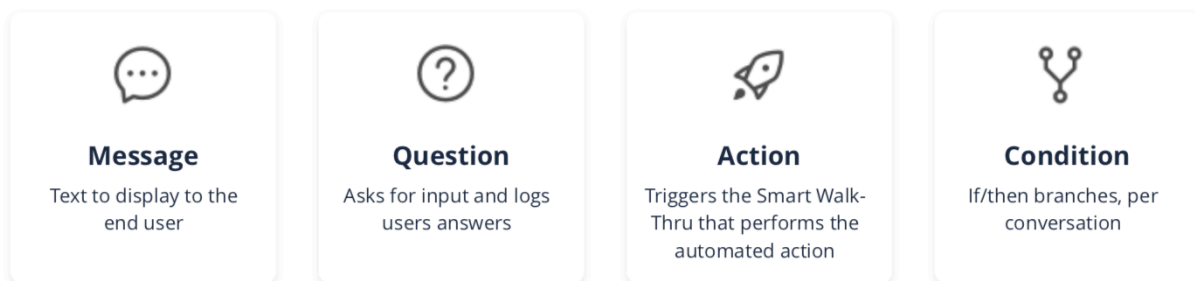 Message
Text to display to the
end user
Question
Asks for input and logs
users answers
Action
Triggers the Smart Walk-
Thru that performs the
automated action
Condition
If/then branches, per
conversation